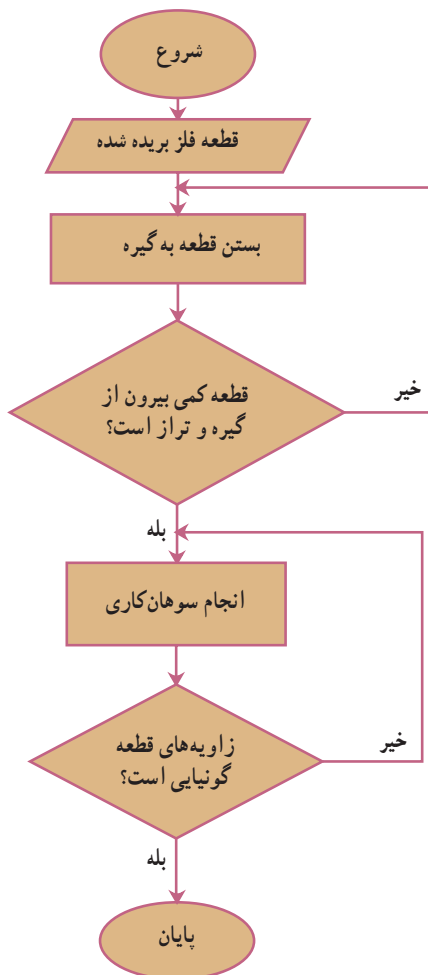 شروع
قطعه فلز بریده شده
بستن قطعه به گیره
قطعه کمی بیرون از
گیره و تراز است؟
خیر
بله
انجام سوهان‌کاری
زاویه‌های قطعه
گونیایی است؟
خیر
بله
پایان